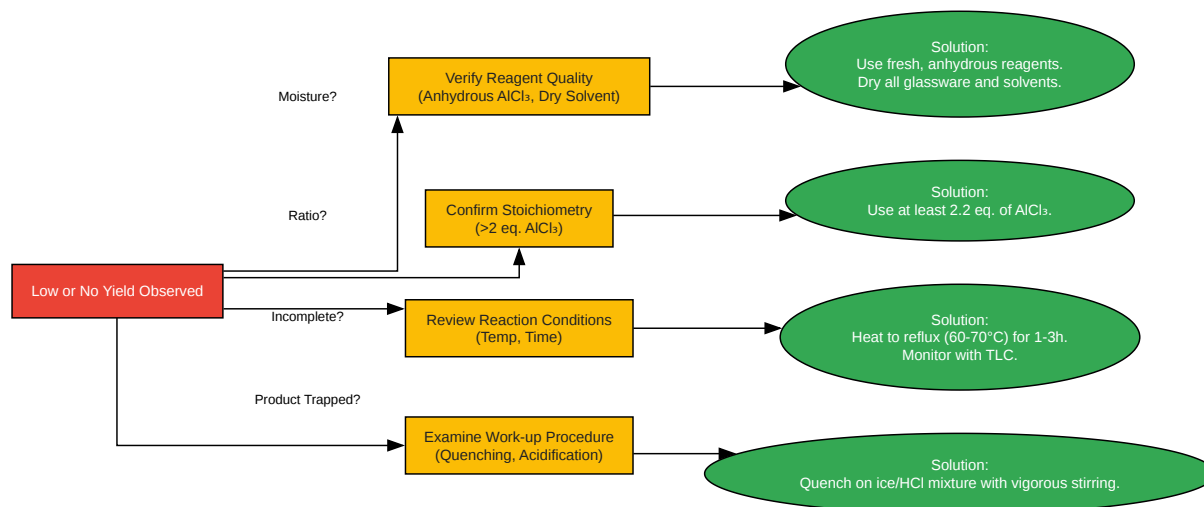 Solution:
Use fresh, anhydrous reagents.
Dry all glassware and solvents.
Verify Reagent Quality
(Anhydrous AlCl₃, Dry Solvent)
Moisture?
Solution:
Use at least 2.2 eq. of AlCl₃.
Confirm Stoichiometry
(>2 eq. AlCl₃)
Ratio?
Low or No Yield Observed
Incomplete?
Review Reaction Conditions
(Temp, Time)
Solution:
Heat to reflux (60-70°C) for 1-3h.
Monitor with TLC.
Product Trapped?
Examine Work-up Procedure
(Quenching, Acidification)
Solution:
Quench on ice/HCl mixture with vigorous stirring.